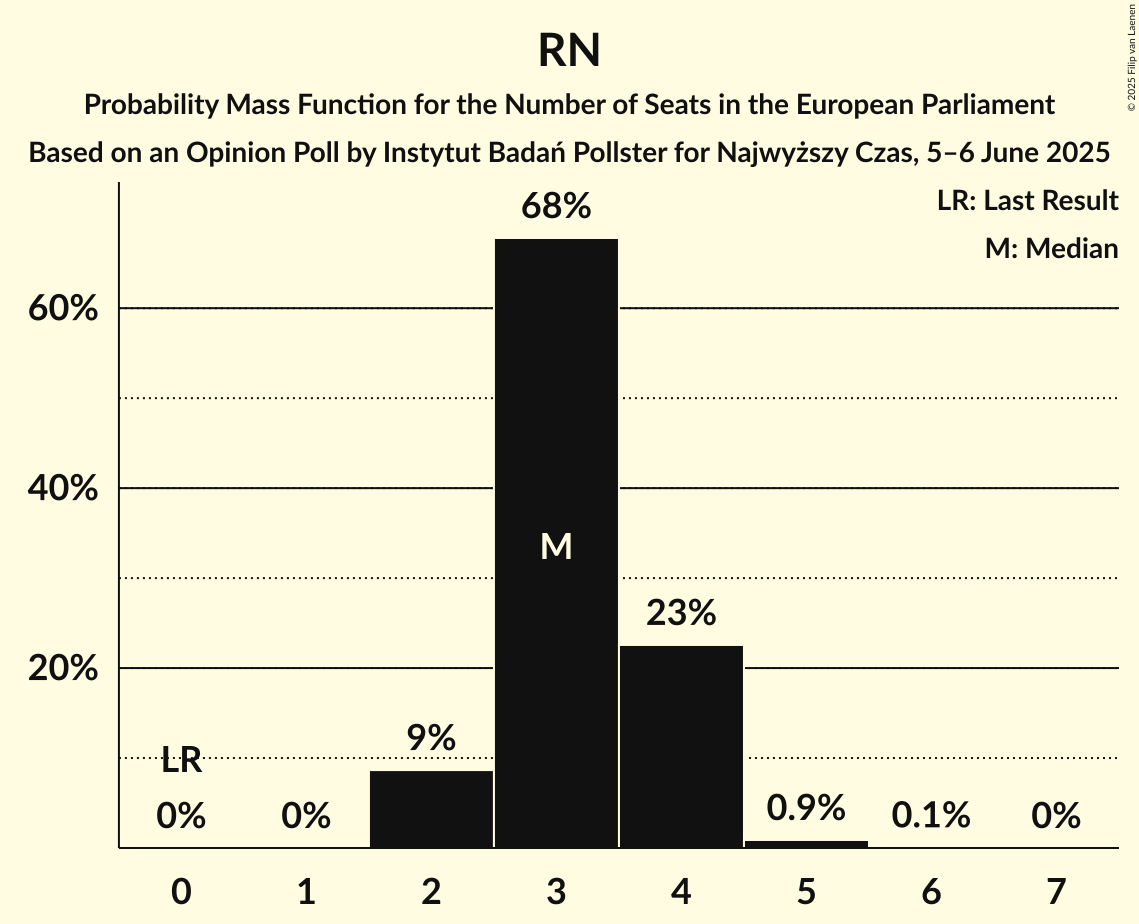 RN
Probability Mass Function for the Number of Seats in the European Parliament
Based on an Opinion Poll by Instytut Badań Pollster for Najwyższy Czas, 5–6 June 2025
© 2025 Filip van Laenen
LR: Last Result
M: Median
68%
60%
40%
M
23%
20%
9%
LR
0%
0%
0.9%
0.1%
0%
0
1
2
3
4
5
6
7